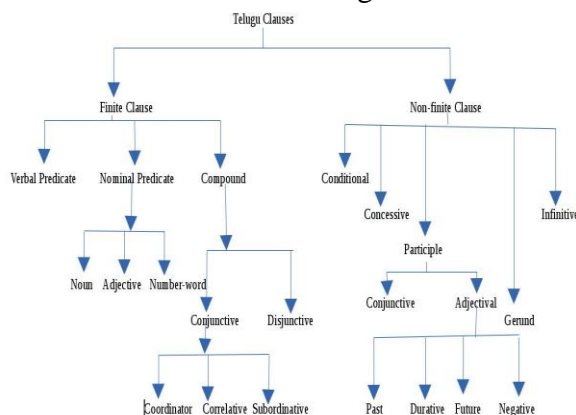 Telugu Clauses
Finite Clause Non-finite Clause
Verbal Predicate Nominal Predicate Compound Conditional
Concessive Infinitive
Participle
Noun Adjective Number-word
Conjunctive Adjectival
Conjunctive Disjunctive Gerund
Coordinator Correlative Subordinative Past Durative Future Negative